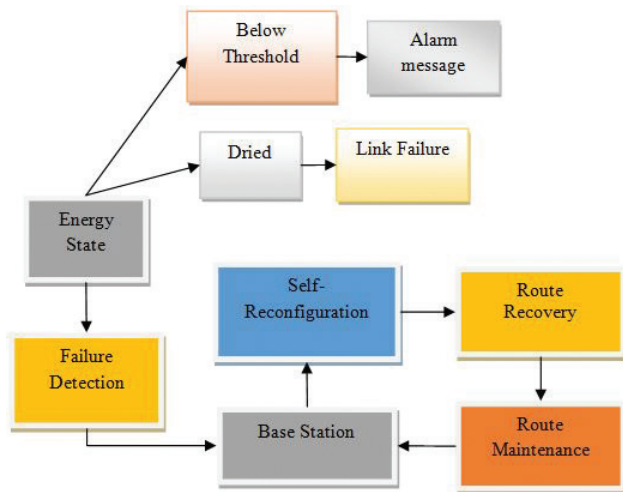 Below
Threshold
Alarm
message
Dried
Link Failure
Energy
State
Self-
Reconfiguration
Route
Recovery
Failure
Detection
Base Station
Route
Maintenance